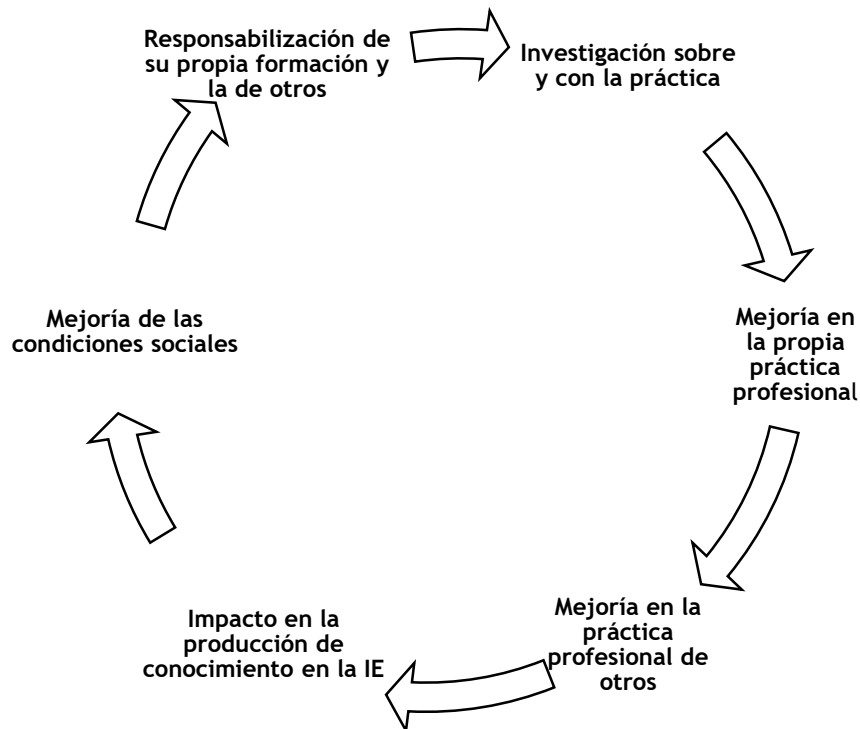 Responsabilización de
su propia formación y
la de otros
Investigación sobre
y con la práctica
Mejoría en
la propia
práctica
profesional
Mejoría en la
práctica
profesional de
otros
Impacto en la
producción de
conocimiento en la IE
Mejoría de las
condiciones sociales